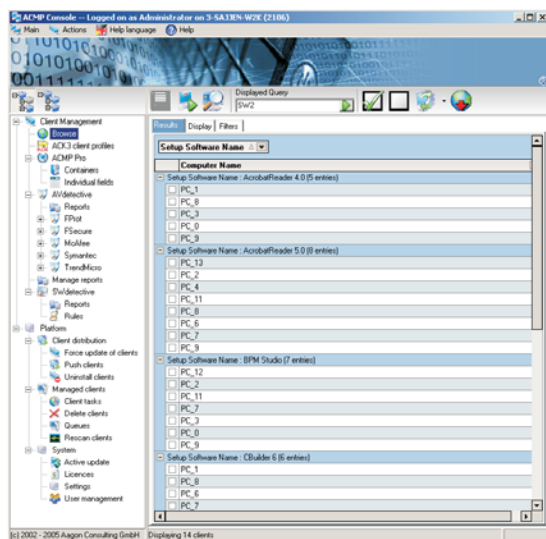 ACMP Console -- Logged on as Administrator on 3-SAJJEN-W2K (2106)
Main Actions Help language Help
Displayed Query
SW2
Client Management
Browse
ACK3 client profiles
ACMP Pro
Containers
Individual fields
AVdetective
Reports
FProt
FSecure
McAfee
Symantec
TrendMicro
Manage reports
SWdetective
Reports
Rules
Platform
Client distribution
Force update of clients
Push clients
Uninstall clients
Managed clients
Client tasks
Delete clients
Queues
Rescan clients
System
Active update
Licences
Settings
User management
Results Display Filters
Setup Software Name
Computer Name
Setup Software Name : AcrobatReader 4.0 (5 entries)
PC_1
PC_8
PC_3
PC_0
PC_9
Setup Software Name : AcrobatReader 5.0 (8 entries)
PC_13
PC_2
PC_4
PC_11
PC_8
PC_6
PC_7
PC_9
Setup Software Name : BPM Studio (7 entries)
PC_12
PC_2
PC_11
PC_7
PC_3
PC_0
PC_9
Setup Software Name : CBuilder 6 (6 entries)
PC_1
PC_8
PC_6
PC_7
(c) 2002 - 2005 Aagon Consulting GmbH Displaying 14 clients